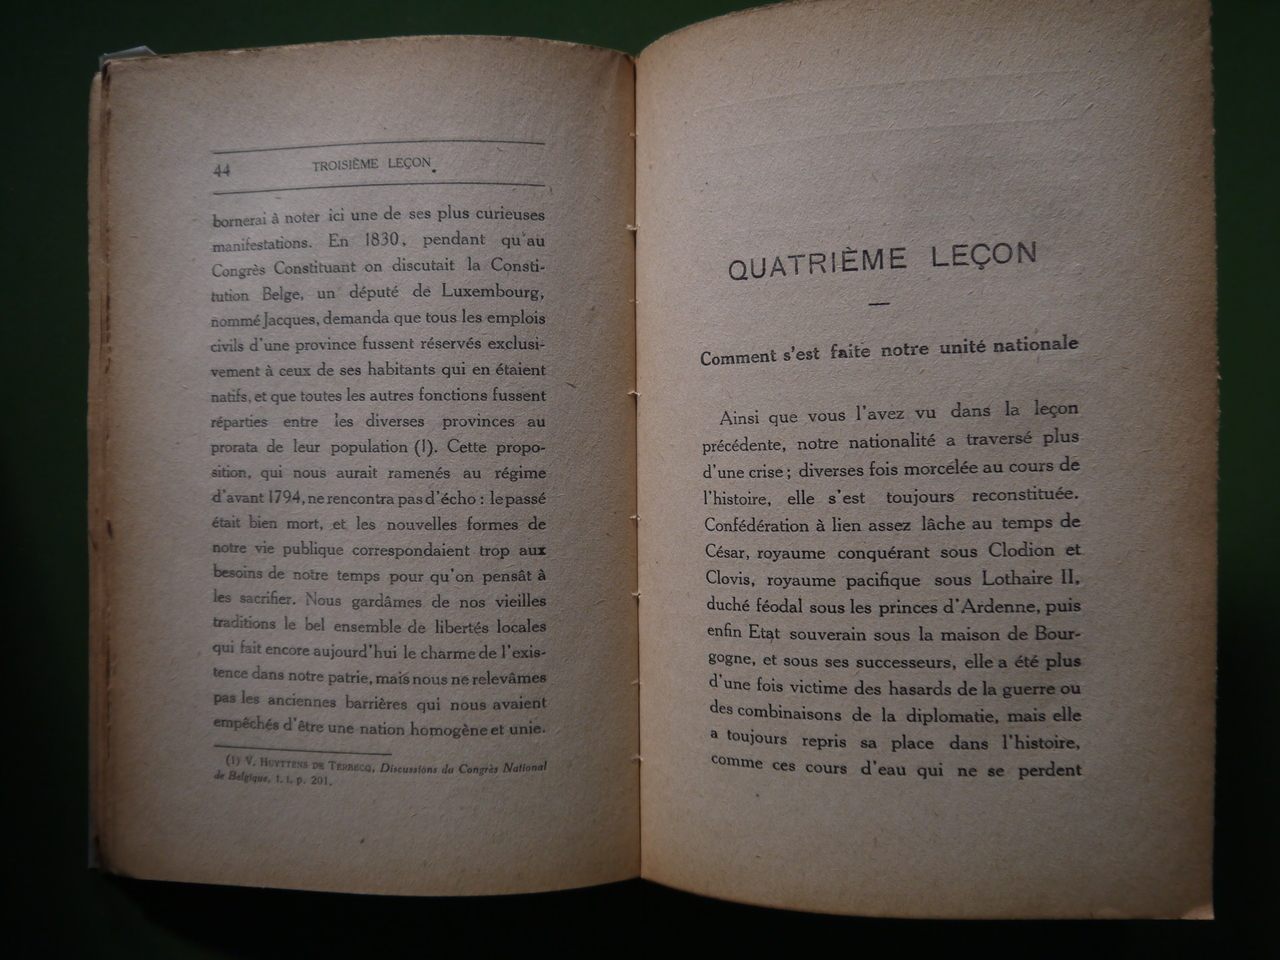 44
TROISIÈME LEÇON
bornerai à noter ici une de ses plus curieuses
manifestations. En 1830, pendant qu'au
Congrès Constituant on discutait la Consti-
tution Belge, un député de Luxembourg,
nommé Jacques, demanda que tous les emplois
civils d'une province fussent réservés exclusi-
vement à ceux de ses habitants qui en étaient
natifs, et que toutes les autres fonctions fussent
réparties entre les diverses provinces au
prorata de leur population (1). Cette propo-
sition, qui nous aurait ramenés au régime
d'avant 1794, ne rencontra pas d'écho : le passé
était bien mort, et les nouvelles formes de
notre vie publique correspondaient trop aux
besoins de notre temps pour qu'on pensât à
les sacrifier. Nous gardâmes de nos vieilles
traditions le bel ensemble de libertés locales
qui fait encore aujourd'hui le charme de l'exis-
tence dans notre patrie, mais nous ne relevâmes
pas les anciennes barrières qui nous avaient
empêchés d'être une nation homogène et unie.
(1) V. HUYTTENS DE TERBECQ, Discussions du Congrès National
de Belgique, t. I, p. 201.
QUATRIÈME LEÇON
—
Comment s'est faite notre unité nationale
Ainsi que vous l'avez vu dans la leçon
précédente, notre nationalité a traversé plus
d'une crise ; diverses fois morcelée au cours de
l'histoire, elle s'est toujours reconstituée.
Confédération à lien assez lâche au temps de
César, royaume conquérant sous Clodion et
Clovis, royaume pacifique sous Lothaire II,
duché féodal sous les princes d'Ardenne, puis
enfin Etat souverain sous la maison de Bour-
gogne, et sous ses successeurs, elle a été plus
d'une fois victime des hasards de la guerre ou
des combinaisons de la diplomatie, mais elle
a toujours repris sa place dans l'histoire,
comme ces cours d'eau qui ne se perdent